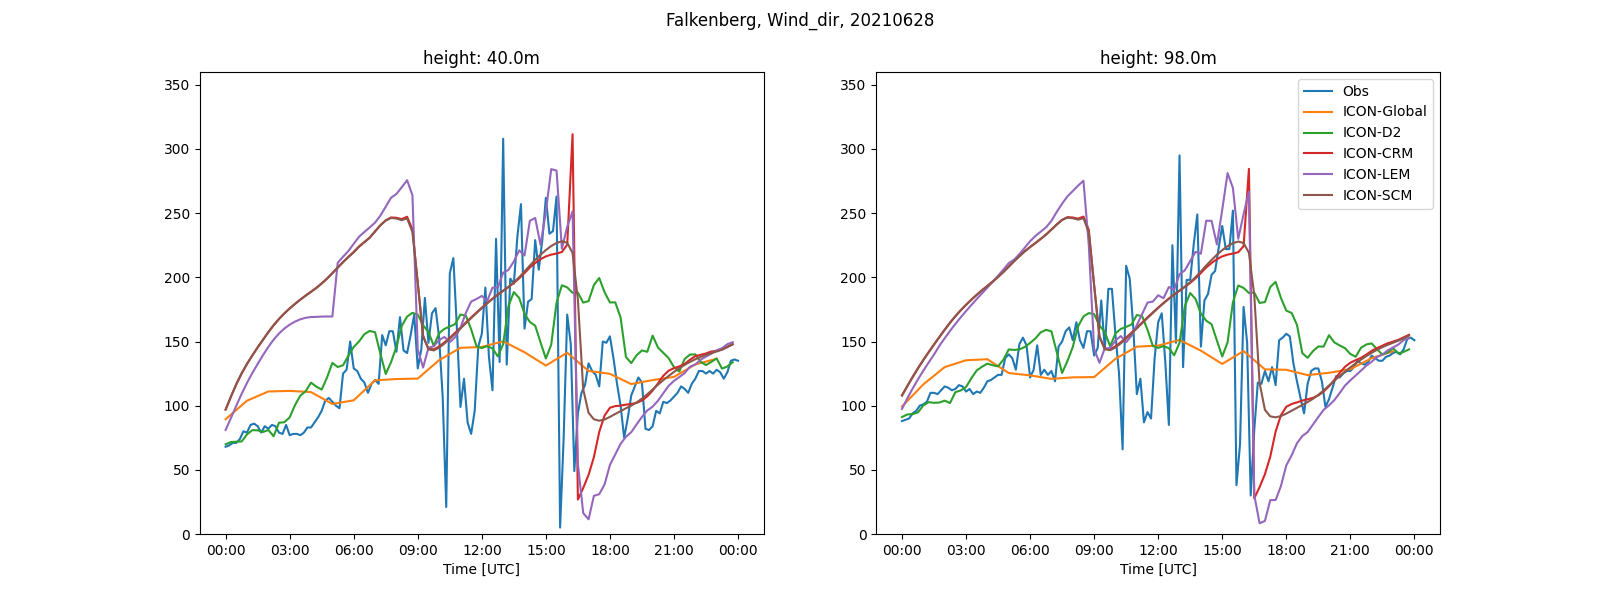 Falkenberg, Wind_dir, 20210628
height: 40.0m
350
300
250
200
150
100
50
0
00:00 03:00 06:00 09:00 12:00 15:00 18:00 21:00 00:00
Time [UTC]
height: 98.0m
350
300
250
200
150
100
50
0
00:00 03:00 06:00 09:00 12:00 15:00 18:00 21:00 00:00
Time [UTC]
Obs
ICON-Global
ICON-D2
ICON-CRM
ICON-LEM
ICON-SCM